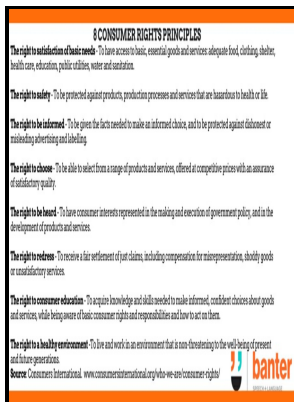 8 CONSUMER RIGHTS PRINCIPLES
The right to satisfaction of basic needs - To have access to basic, essential goods and services: adequate food, clothing, shelter,
health care, education, public utilities, water and sanitation.
The right to safety - To be protected against products, production processes and services that are hazardous to health or life.
The right to be informed - To be given the facts needed to make an informed choice, and to be protected against dishonest or
misleading advertising and labelling.
The right to choose - To be able to select from a range of products and services, offered at competitive prices with an assurance
of satisfactory quality.
The right to be heard - To have consumer interests represented in the making and execution of government policy, and in the
development of products and services.
The right to redress - To receive a fair settlement of just claims, including compensation for misrepresentation, shoddy goods
or unsatisfactory services.
The right to consumer education - To acquire knowledge and skills needed to make informed, confident choices about goods
and services, while being aware of basic consumer rights and responsibilities and how to act on them.
The right to a healthy environment -To live and work in an environment that is non-threatening to the well-being of present
and future generations.
Source: Consumers International. www.consumersinternational.org/who-we-are/consumer-rights/
banter
SPEECH & LANGUAGE